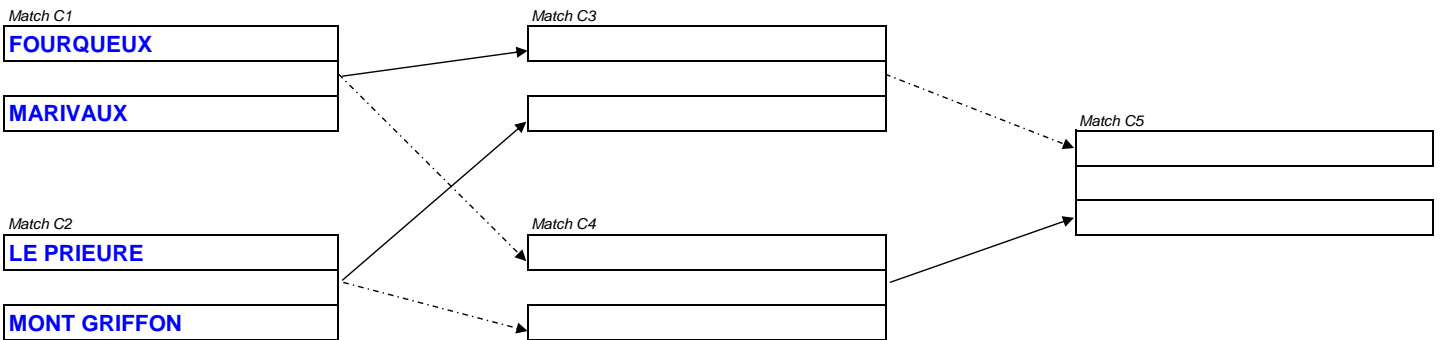 Match C1
FOURQUEUX
MARIVAUX
Match C2
LE PRIEURE
MONT GRIFFON
Match C3
Match C4
Match C5